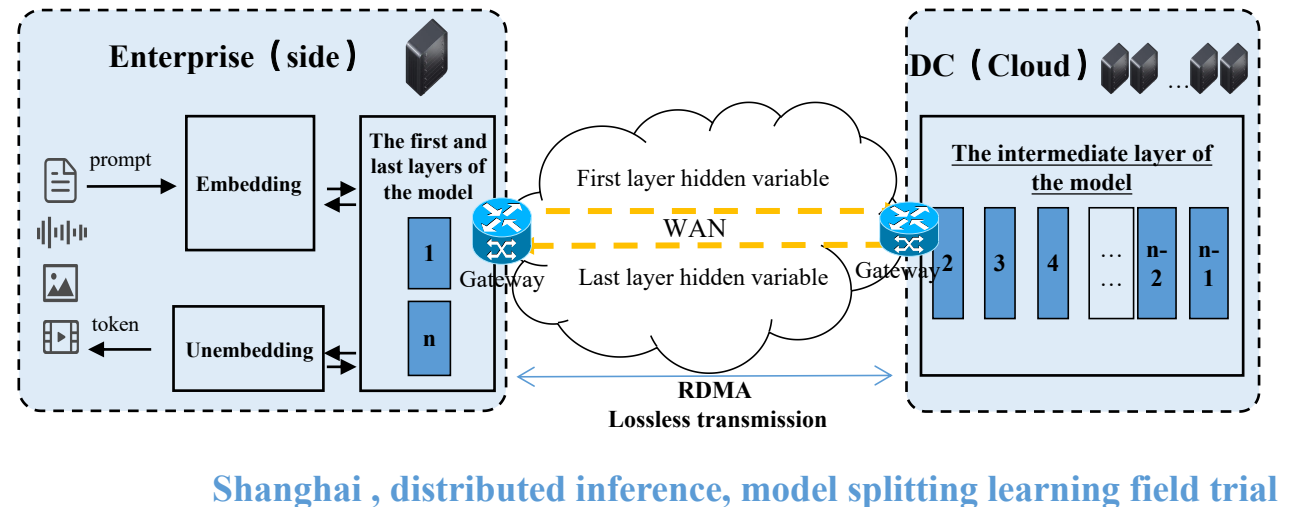 Enterprise（side）
prompt
Embedding
The first and
last layers of
the model
1
n
token
Unembedding
Gateway
First layer hidden variable
WAN
Last layer hidden variable
Gateway
RDMA
Lossless transmission
DC（Cloud）
...
The intermediate layer of
the model
2
3
4
...
...
n-
2
n-
1
Shanghai , distributed inference, model splitting learning field trial